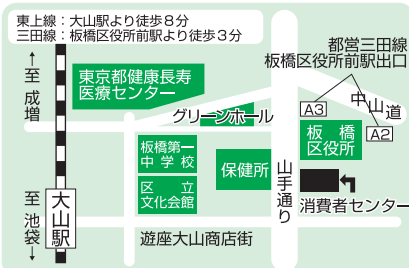 東上線：大山駅より徒歩８分
三田線：板橋区役所前駅より徒歩３分
都営三田線
板橋区役所前駅出口
←至 成増
東京都健康長寿
医療センター
グリーンホール
A3
中山道
A2
板橋
区役所
板橋第一
中学校
保健所
山手通り
区立
文化会館
消費者センター
大山駅
至 池袋→
遊座大山商店街